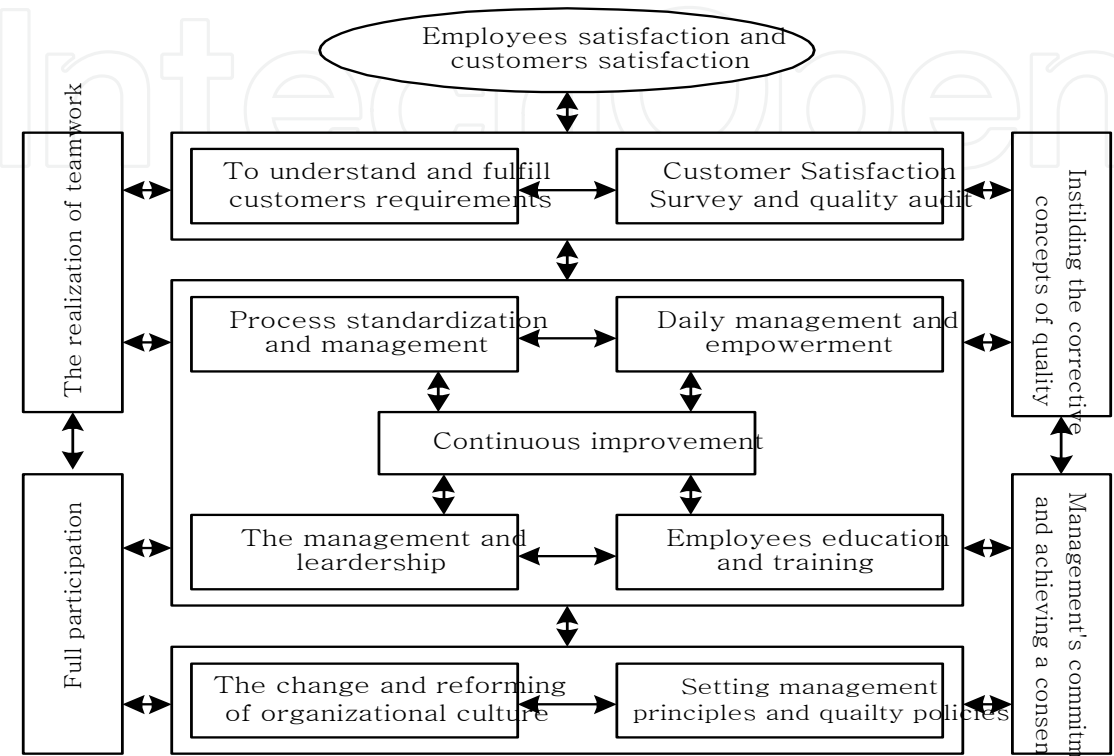 IntechOpen
Employees satisfaction and
customers satisfaction
The realization of teamwork
To understand and fulfill
customers requirements
Customer Satisfaction
Survey and quality audit
Instilding the corrective
concepts of quality
Process standardization
and management
Daily management and
empowerment
Continuous improvement
Full participation
The management and
leardership
Employees education
and training
Management's commitm
and achieving a consen
The change and reforming
of organizational culture
Setting management
principles and quailty policies